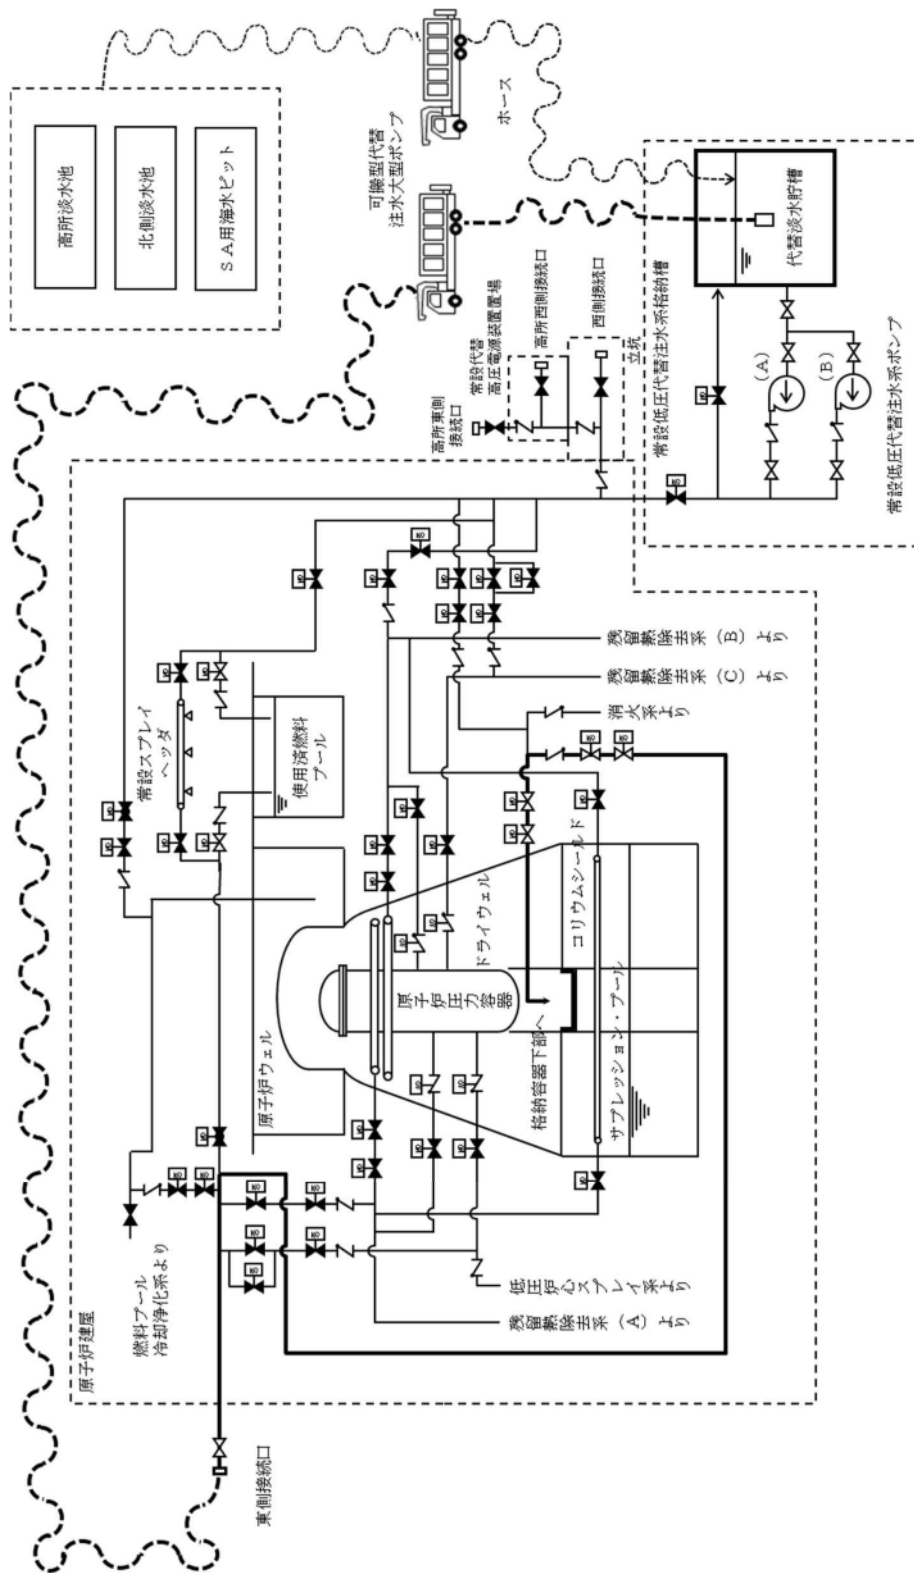 高所淡水池
北側淡水池
SA用海水ピット
可搬型代替
注水大型ポンプ
ホース
常設代替
高圧電源装置置場
高所東側
接続口
高所西側接続口
西側接続口
立坑
常設低圧代替注水系格納槽
代替淡水貯槽
(A)
(B)
常設低圧代替注水系ポンプ
原子炉建屋
燃料プール
冷却浄化系より
東側接続口
常設スプレイ
ヘッダ
使用済燃料
プール
原子炉ウェル
ドライウェル
原子炉圧力容器
格納容器下部へ
コリウムシールド
サプレッション・プール
残留熱除去系(B)より
残留熱除去系(C)より
消火系より
低圧炉心スプレイ系より
残留熱除去系(A)より